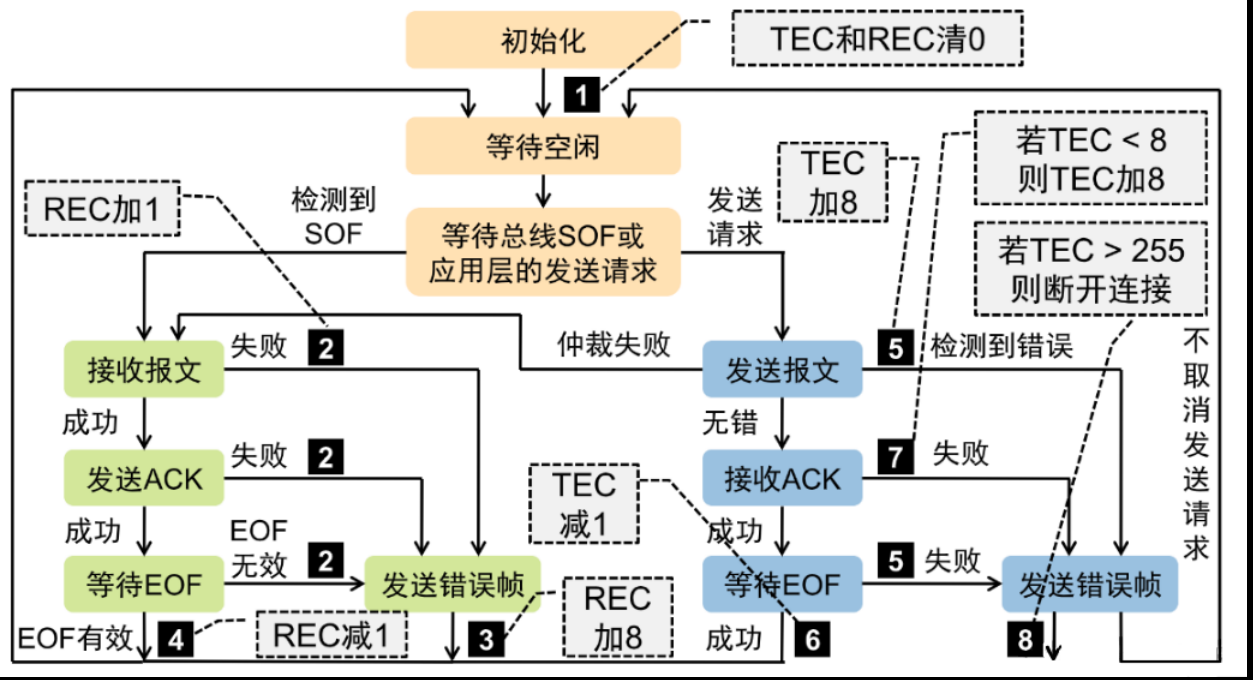 初始化
TEC和REC清0
1
等待空闲
若TEC < 8
则TEC加8
TEC
加8
REC加1
检测到
SOF
等待总线SOF或
应用层的发送请求
发送
请求
若TEC > 255
则断开连接
接收报文
失败
2
仲裁失败
发送报文
5
检测到错误
不取消发送请求
成功
无错
发送ACK
失败
2
TEC
减1
接收ACK
7
失败
成功
EOF
无效
成功
等待EOF
2
发送错误帧
等待EOF
5
失败
发送错误帧
EOF有效
4
REC减1
3
REC
加8
成功
6
8